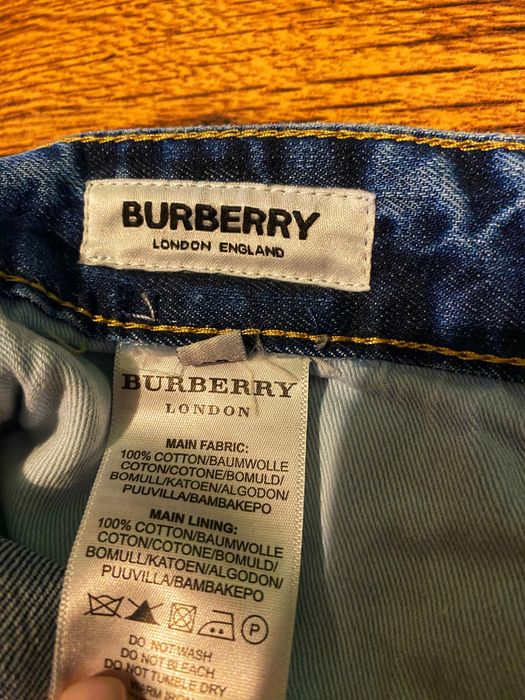 BURBERRY
LONDON ENGLAND
BURBERRY
LONDON
MAIN FABRIC:
100% COTTON/BAUMWOLLE
COTON/COTONE/BOMULD/
BOMULL/KATOEN/ALGODON/
PUUVILLA/BAMBAKEPO
MAIN LINING:
100% COTTON/BAUMWOLLE
COTON/COTONE/BOMULD/
BOMULL/KATOEN/ALGODON/
PUUVILLA/BAMBAKEPO
P
DO NOT WASH
DO NOT BLEACH
DO NOT TUMBLE DRY
WARM